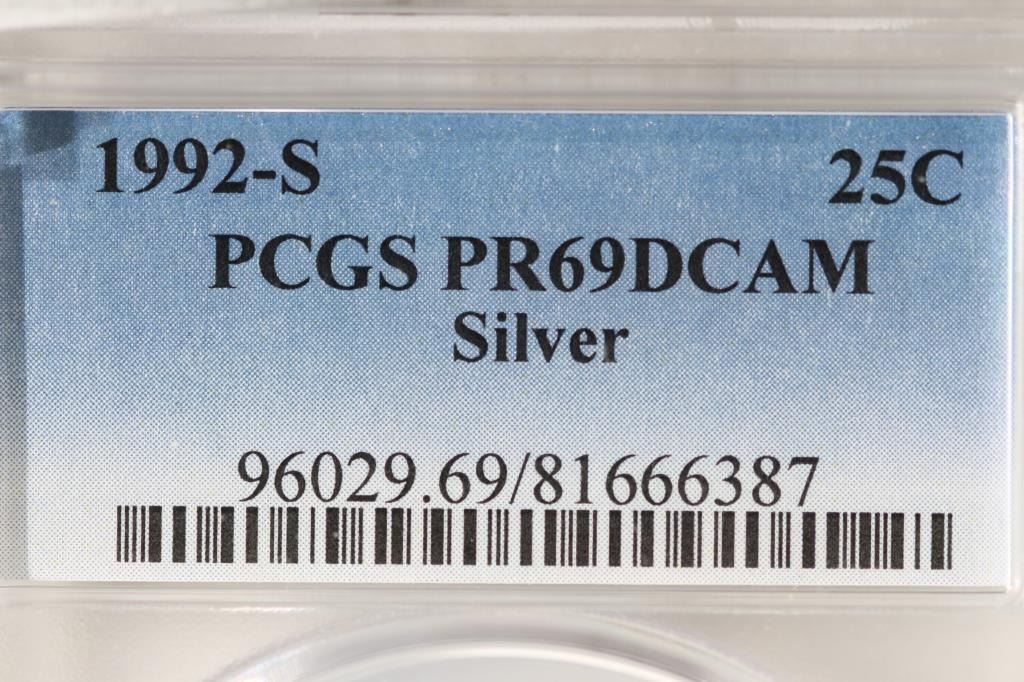 1992-S 25C
PCGS PR69DCAM
Silver
96029.69/81666387